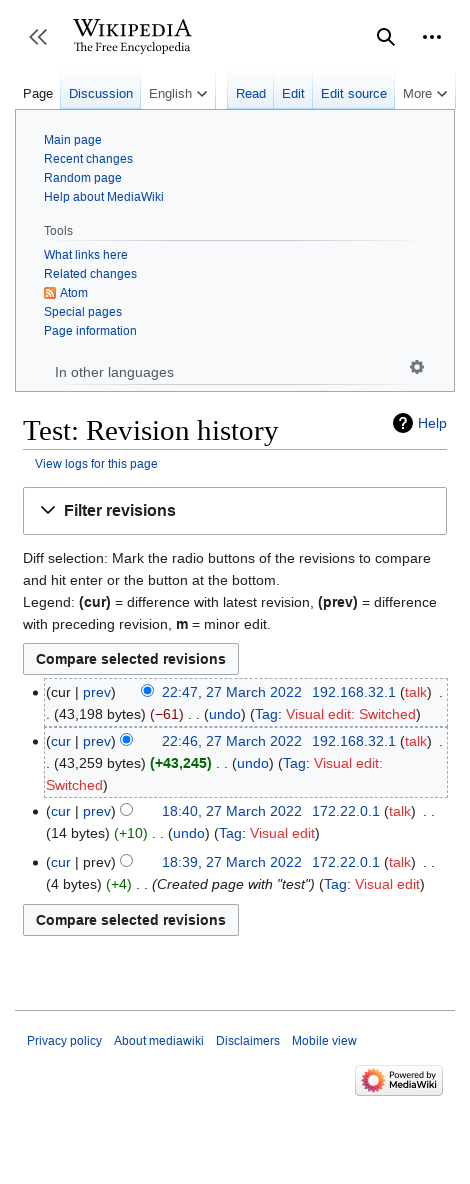 WIKIPEDIA
The Free Encyclopedia
Page Discussion English Read Edit Edit source More
Main page
Recent changes
Random page
Help about MediaWiki
Tools
What links here
Related changes
Atom
Special pages
Page information
In other languages
Test: Revision history
Help
View logs for this page
Filter revisions
Diff selection: Mark the radio buttons of the revisions to compare
and hit enter or the button at the bottom.
Legend: (cur) = difference with latest revision, (prev) = difference
with preceding revision, m = minor edit.
Compare selected revisions
(cur | prev) 22:47, 27 March 2022 192.168.32.1 (talk) .
. (43,198 bytes) (−61) . . (undo) (Tag: Visual edit: Switched)
(cur | prev) 22:46, 27 March 2022 192.168.32.1 (talk) .
. (43,259 bytes) (+43,245) . . (undo) (Tag: Visual edit:
Switched)
(cur | prev) 18:40, 27 March 2022 172.22.0.1 (talk) . .
(14 bytes) (+10) . . (undo) (Tag: Visual edit)
(cur | prev) 18:39, 27 March 2022 172.22.0.1 (talk) . .
(4 bytes) (+4) . . (Created page with "test") (Tag: Visual edit)
Compare selected revisions
Privacy policy About mediawiki Disclaimers Mobile view
Powered by
MediaWiki